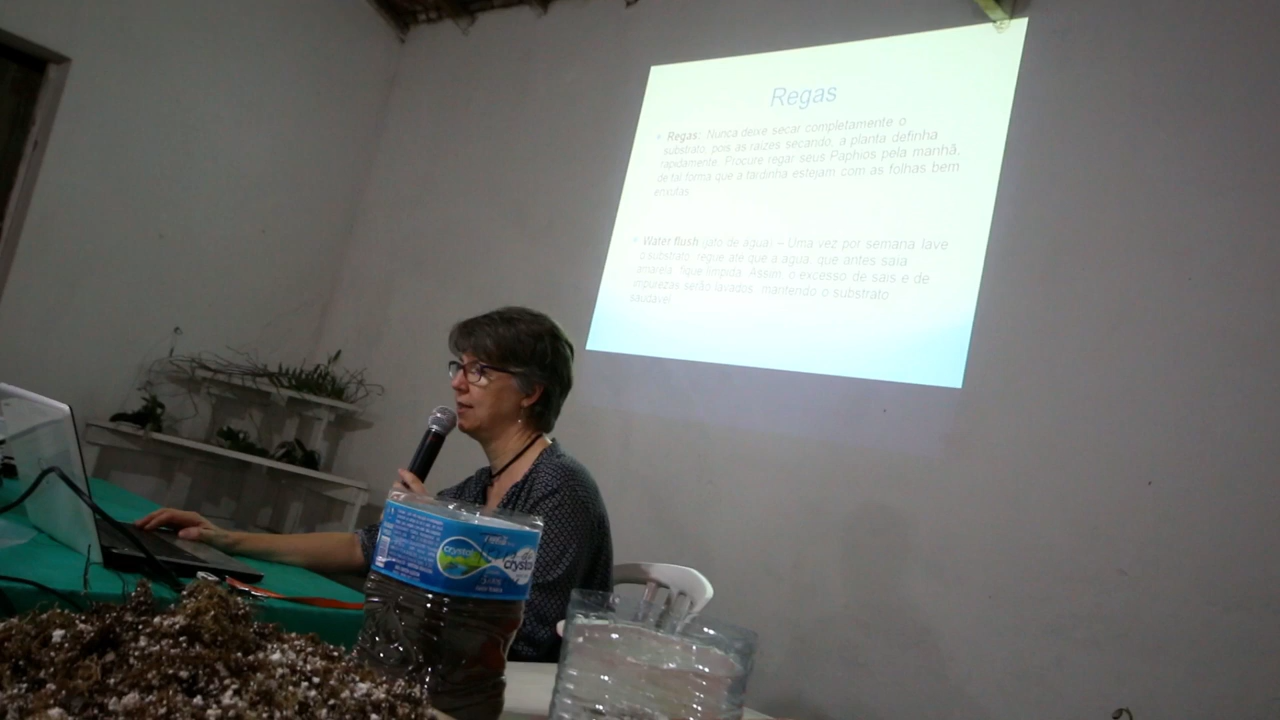 Regas
Regas: Nunca deixe secar completamente o
substrato, pois as raízes secando, a planta definha
rapidamente. Procure regar seus Paphios pela manhã,
de tal forma que a tardinha estejam com as folhas bem
enxutas.
Water flush (jato de água) – Uma vez por semana lave
o substrato, regue até que a água, que antes saía
amarela, fique límpida. Assim, o excesso de sais e de
impurezas serão lavados, mantendo o substrato
saudável.
crystal
crystal